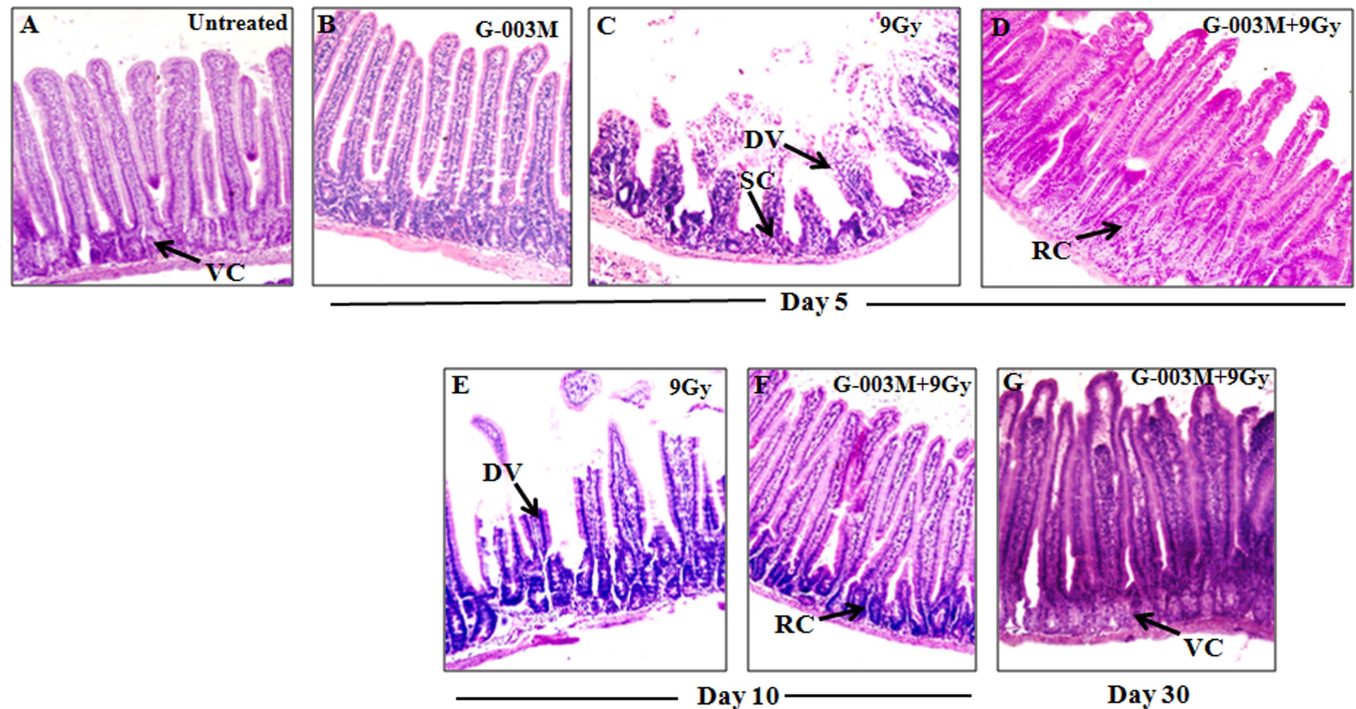 A Untreated
VC
B G-003M
C 9Gy
DV
SC
D G-003M+9Gy
RC
Day 5
E 9Gy
DV
F G-003M+9Gy
RC
G G-003M+9Gy
VC
Day 10
Day 30